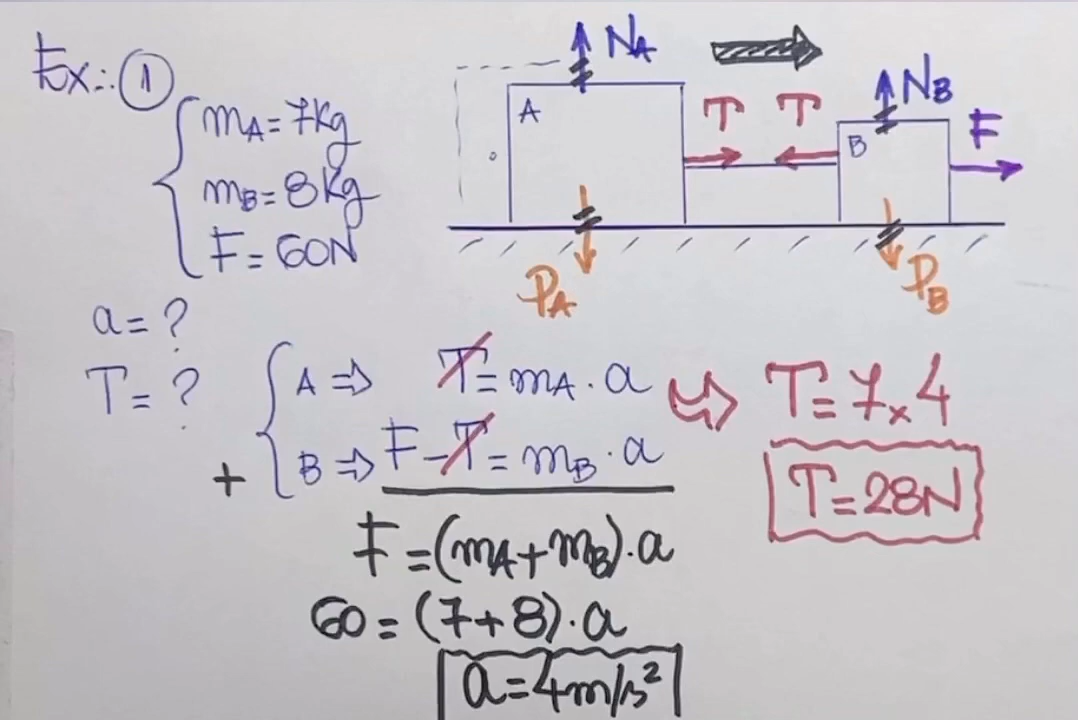 Ex.: 1
mA = 7Kg
mB = 8Kg
F = 60N
a = ?
T = ?
NA
A
T
T
NB
B
F
PA
PB
A ⇒ T = mA . a
+ B ⇒ F - T = mB . a
F = (mA + mB) . a
60 = (7 + 8) . a
a = 4m/s²
T = 7 x 4
T = 28N